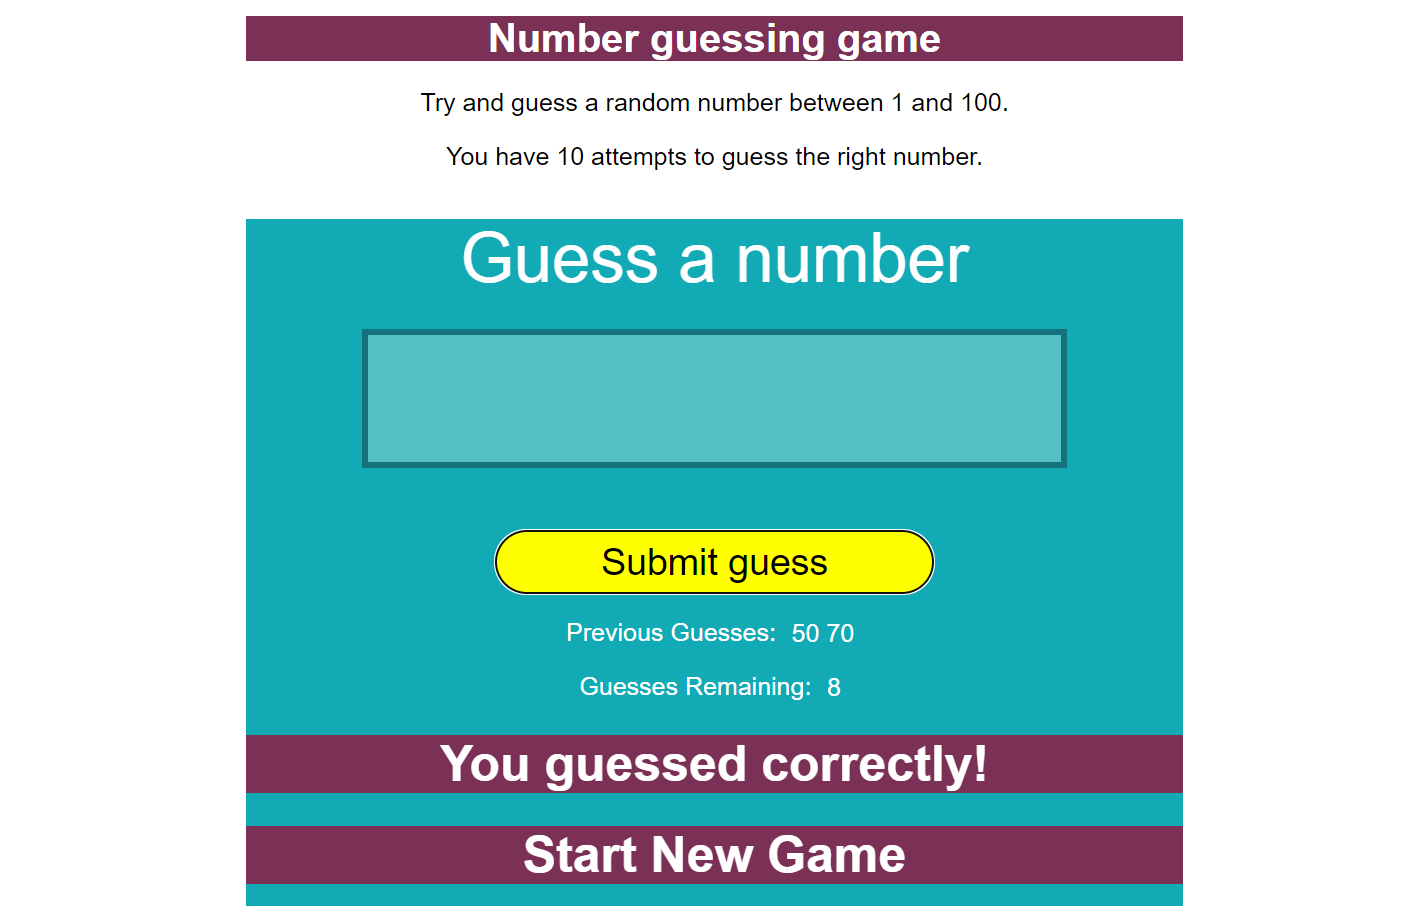 Number guessing game
Try and guess a random number between 1 and 100.
You have 10 attempts to guess the right number.
Guess a number
Submit guess
Previous Guesses: 50 70
Guesses Remaining: 8
You guessed correctly!
Start New Game